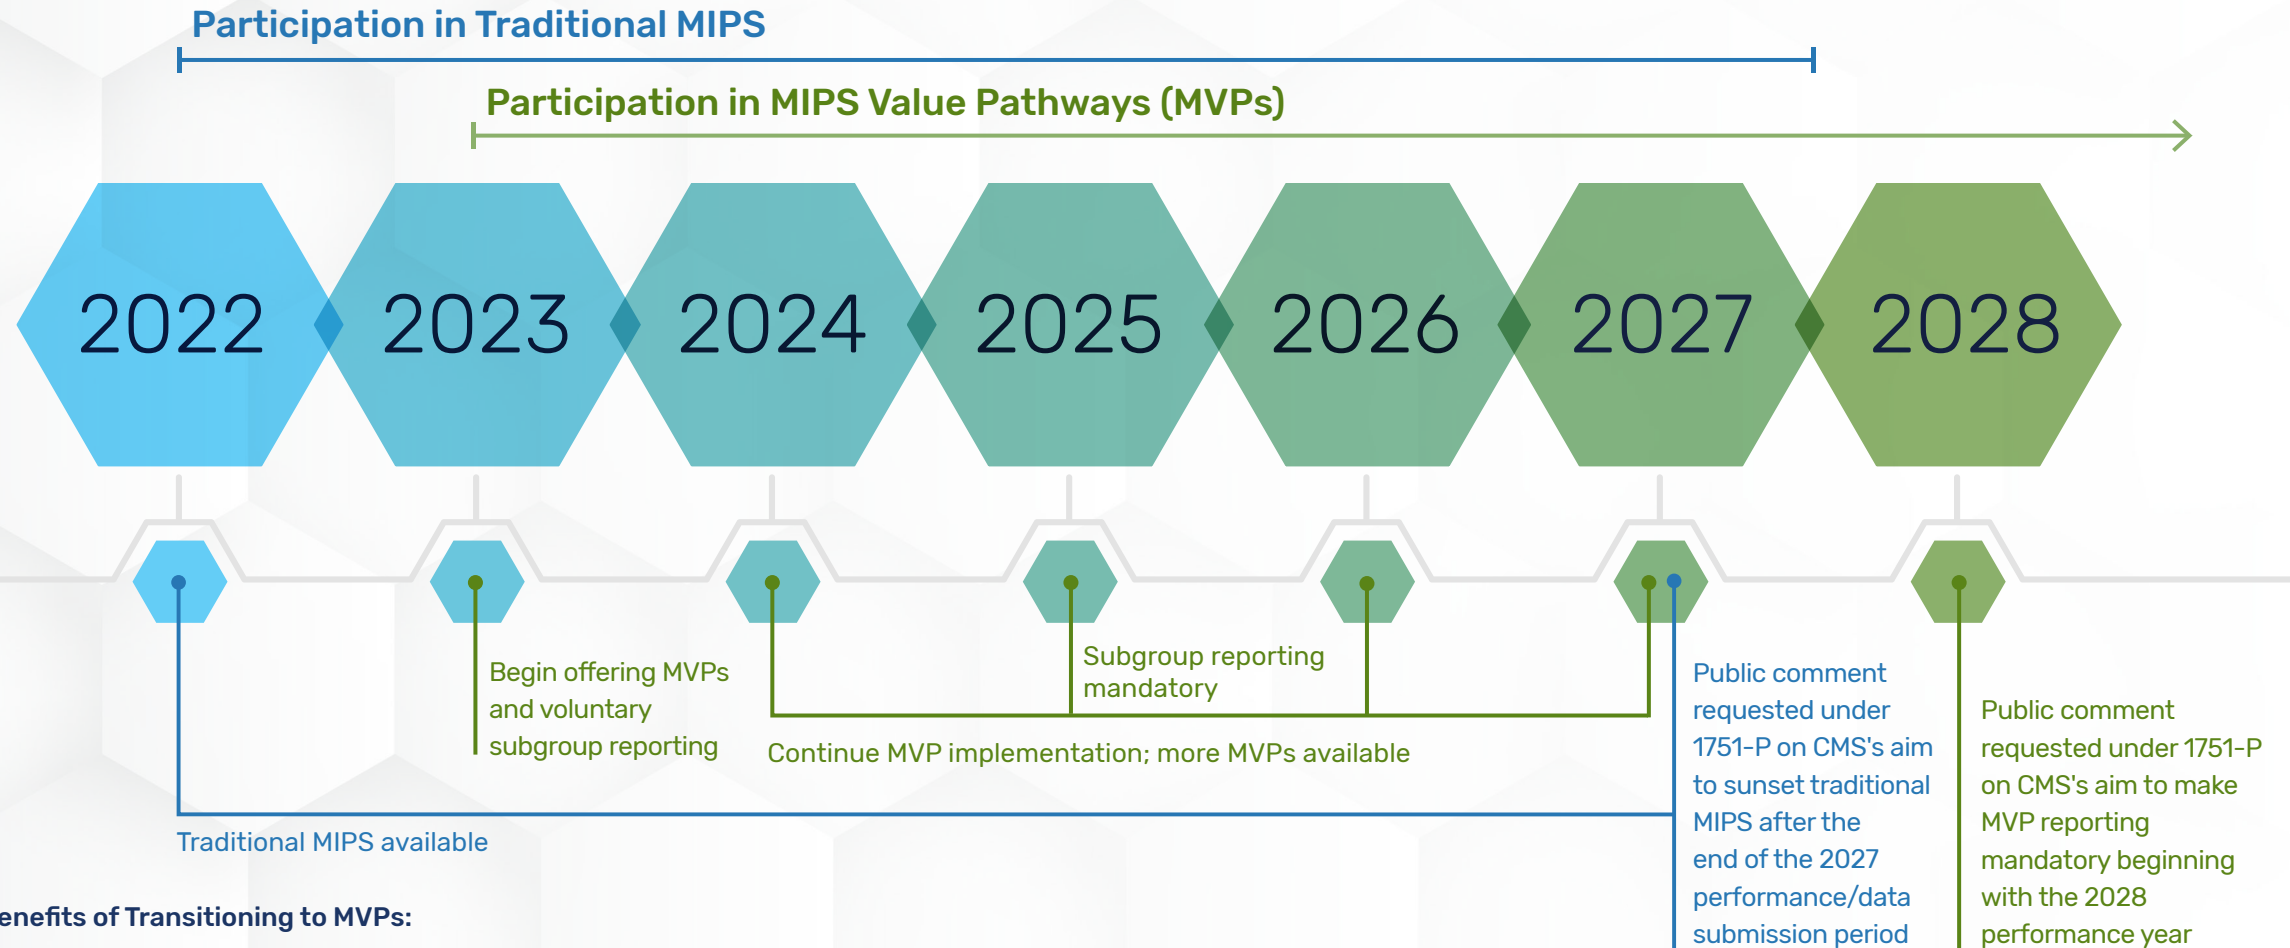 Participation in Traditional MIPS
Participation in MIPS Value Pathways (MVPs)
2022
2023
2024
2025
2026
2027
2028
Begin offering MVPs
and voluntary
subgroup reporting
Subgroup reporting
mandatory
Continue MVP implementation; more MVPs available
Traditional MIPS available
Public comment
requested under
1751-P on CMS's aim
to sunset traditional
MIPS after the
end of the 2027
performance/data
submission period
Public comment
requested under 1751-P
on CMS's aim to make
MVP reporting
mandatory beginning
with the 2028
performance year
enefits of Transitioning to MVPs: